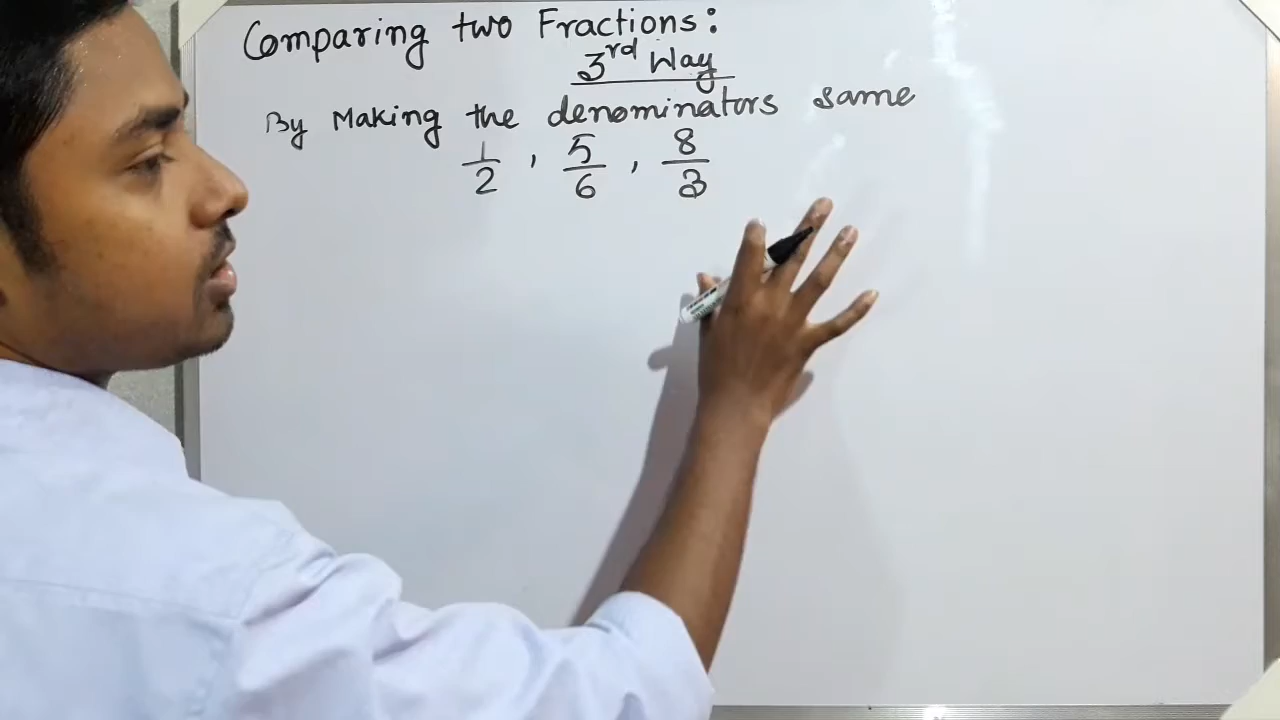 Comparing two Fractions:
3rd Way
By Making the denominators same
1/2, 5/6, 8/3